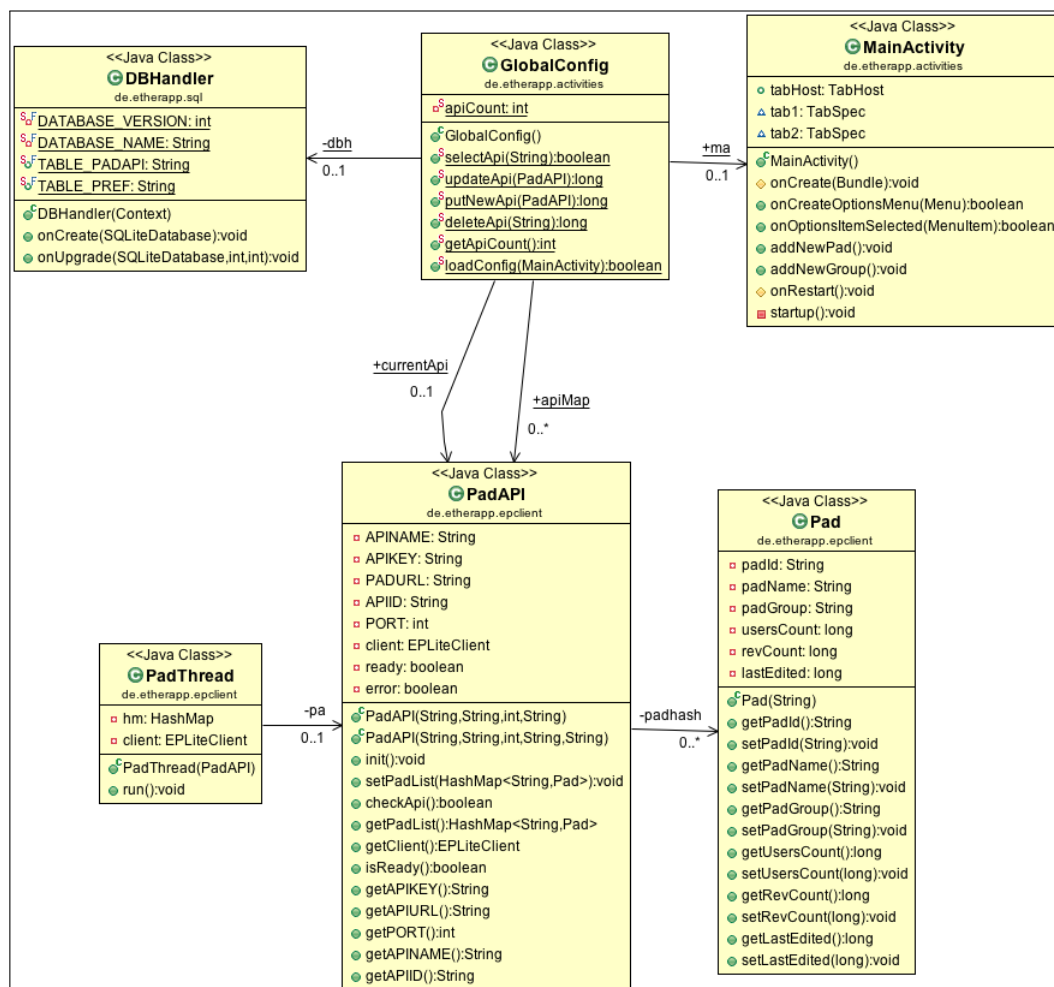 <<Java Class>>
DBHandler
de.etherapp.sql
DATABASE_VERSION: int
DATABASE_NAME: String
TABLE_PADAPI: String
TABLE_PREF: String
DBHandler(Context)
onCreate(SQLiteDatabase):void
onUpgrade(SQLiteDatabase,int,int):void
-dbh
0..1
<<Java Class>>
GlobalConfig
de.etherapp.activities
apiCount: int
GlobalConfig()
selectApi(String):boolean
updateApi(PadAPI):long
putNewApi(PadAPI):long
deleteApi(String):long
getApiCount():int
loadConfig(MainActivity):boolean
+ma
0..1
<<Java Class>>
MainActivity
de.etherapp.activities
tabHost: TabHost
tab1: TabSpec
tab2: TabSpec
MainActivity()
onCreate(Bundle):void
onCreateOptionsMenu(Menu):boolean
onOptionsItemSelected(MenuItem):boolean
addNewPad():void
addNewGroup():void
onRestart():void
startup():void
+currentApi
0..1
+apiMap
0..*
<<Java Class>>
PadThread
de.etherapp.epclient
hm: HashMap
client: EPLiteClient
PadThread(PadAPI)
run():void
-pa
0..1
<<Java Class>>
PadAPI
de.etherapp.epclient
APINAME: String
APIKEY: String
PADURL: String
APIID: String
PORT: int
client: EPLiteClient
ready: boolean
error: boolean
PadAPI(String,String,int,String)
PadAPI(String,String,int,String,String)
init():void
setPadList(HashMap<String,Pad>):void
checkApi():boolean
getPadList():HashMap<String,Pad>
getClient():EPLiteClient
isReady():boolean
getAPIKEY():String
getAPIURL():String
getPORT():int
getAPINAME():String
getAPIID():String
-padhash
0..*
<<Java Class>>
Pad
de.etherapp.epclient
padId: String
padName: String
padGroup: String
usersCount: long
revCount: long
lastEdited: long
Pad(String)
getPadId():String
setPadId(String):void
getPadName():String
setPadName(String):void
getPadGroup():String
setPadGroup(String):void
getUsersCount():long
setUsersCount(long):void
getRevCount():long
setRevCount(long):void
getLastEdited():long
setLastEdited(long):void